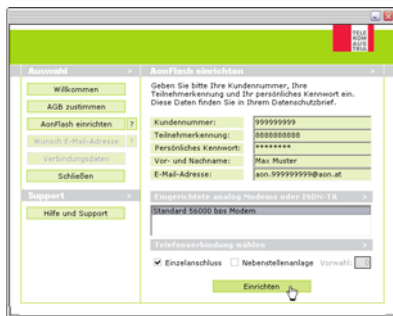 TELE
KOM
AUS
TRIA
Auswahl >
Willkommen
AGB zustimmen
AonFlash einrichten ?
Wunsch E-Mail-Adresse ?
Verbindungsdaten
Schließen
Support >
Hilfe und Support
AonFlash einrichten >
Geben Sie bitte Ihre Kundennummer, Ihre
Teilnehmerkennung und Ihr persönliches Kennwort ein.
Diese Daten finden Sie in Ihrem Datenschutzbrief.
Kundennummer: 999999999
Teilnehmerkennung: 8888888888
Persönliches Kennwort: ********
Vor- und Nachname: Max Muster
E-Mail-Adresse: aon.999999999@aon.at
Eingerichtete analog Modems oder ISDN-TA >
Standard 56000 bps Modem
Telefonverbindung wählen >
Einzelanschluss Nebenstellenanlage Vorwahl: 0
Einrichten